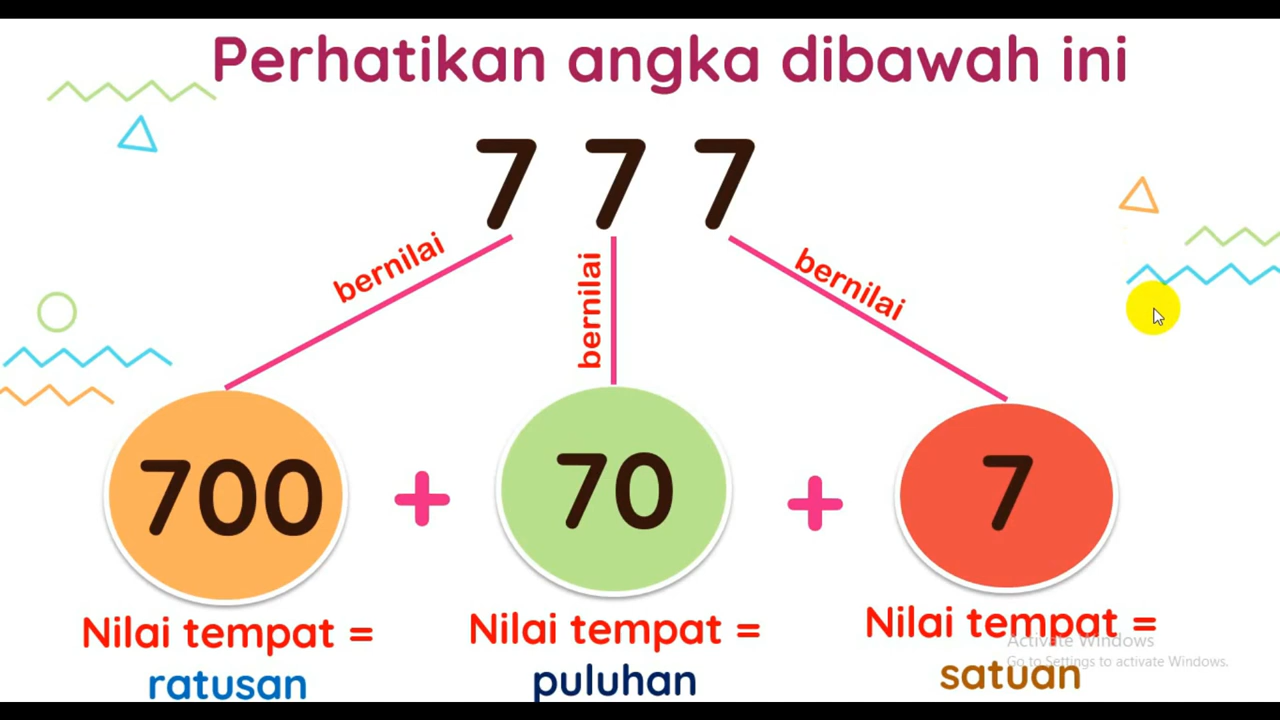 Perhatikan angka dibawah ini
7 7 7
bernilai
bernilai
bernilai
700 + 70 + 7
Nilai tempat = Nilai tempat = Nilai tempat =
ratusan puluhan satuan
Activate Windows
Go to Settings to activate Windows.